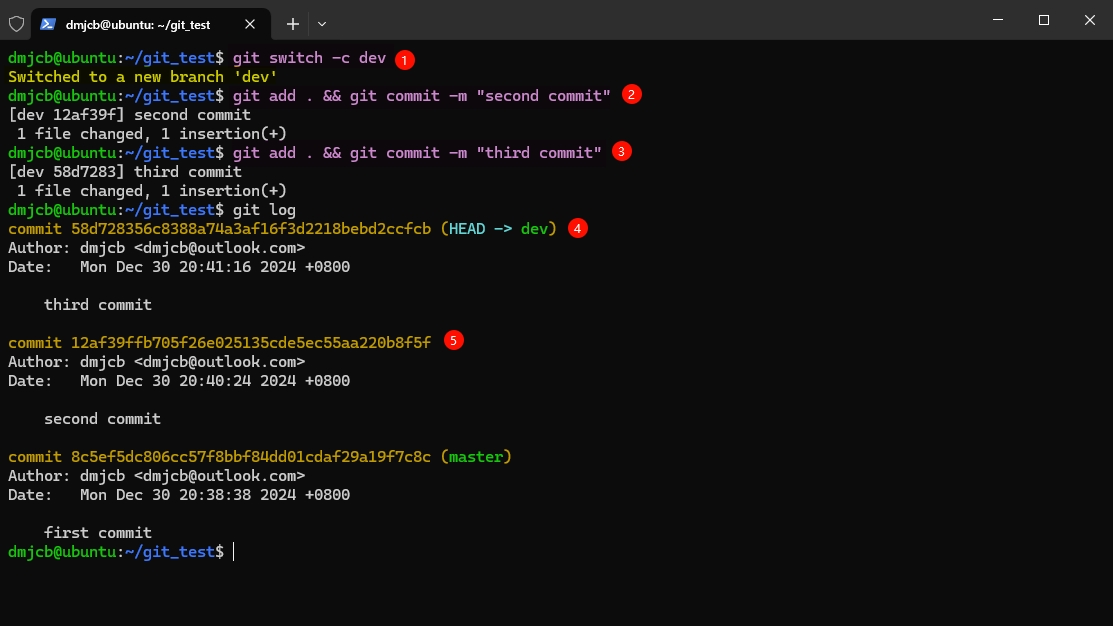 dmjcb@ubuntu: ~/git_test
dmjcb@ubuntu:~/git_test$ git switch -c dev 1
Switched to a new branch 'dev'
dmjcb@ubuntu:~/git_test$ git add . && git commit -m "second commit" 2
[dev 12af39f] second commit
 1 file changed, 1 insertion(+)
dmjcb@ubuntu:~/git_test$ git add . && git commit -m "third commit" 3
[dev 58d7283] third commit
 1 file changed, 1 insertion(+)
dmjcb@ubuntu:~/git_test$ git log
commit 58d728356c8388a74a3af16f3d2218bebd2ccfcb (HEAD -> dev) 4
Author: dmjcb <dmjcb@outlook.com>
Date:   Mon Dec 30 20:41:16 2024 +0800
    third commit
commit 12af39ffb705f26e025135cde5ec55aa220b8f5f 5
Author: dmjcb <dmjcb@outlook.com>
Date:   Mon Dec 30 20:40:24 2024 +0800
    second commit
commit 8c5ef5dc806cc57f8bbf84dd01cdaf29a19f7c8c (master)
Author: dmjcb <dmjcb@outlook.com>
Date:   Mon Dec 30 20:38:38 2024 +0800
    first commit
dmjcb@ubuntu:~/git_test$